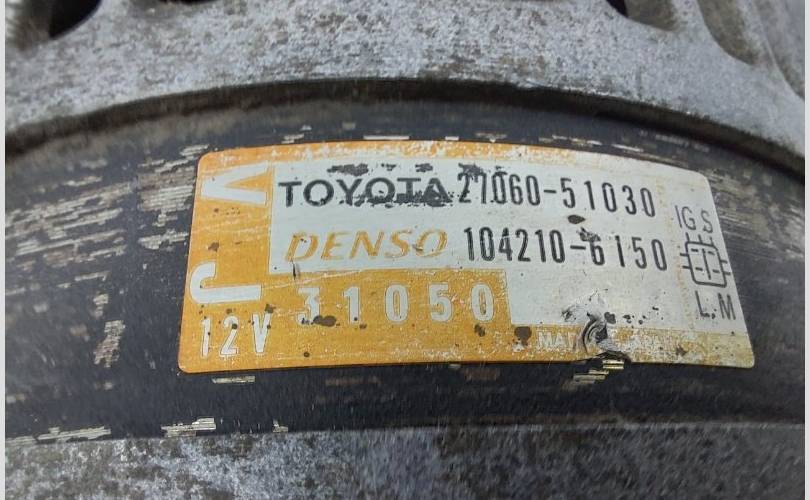 TOYOTA 27060-51030
DENSO 104210-6150
31050
12V
IG S
L. M